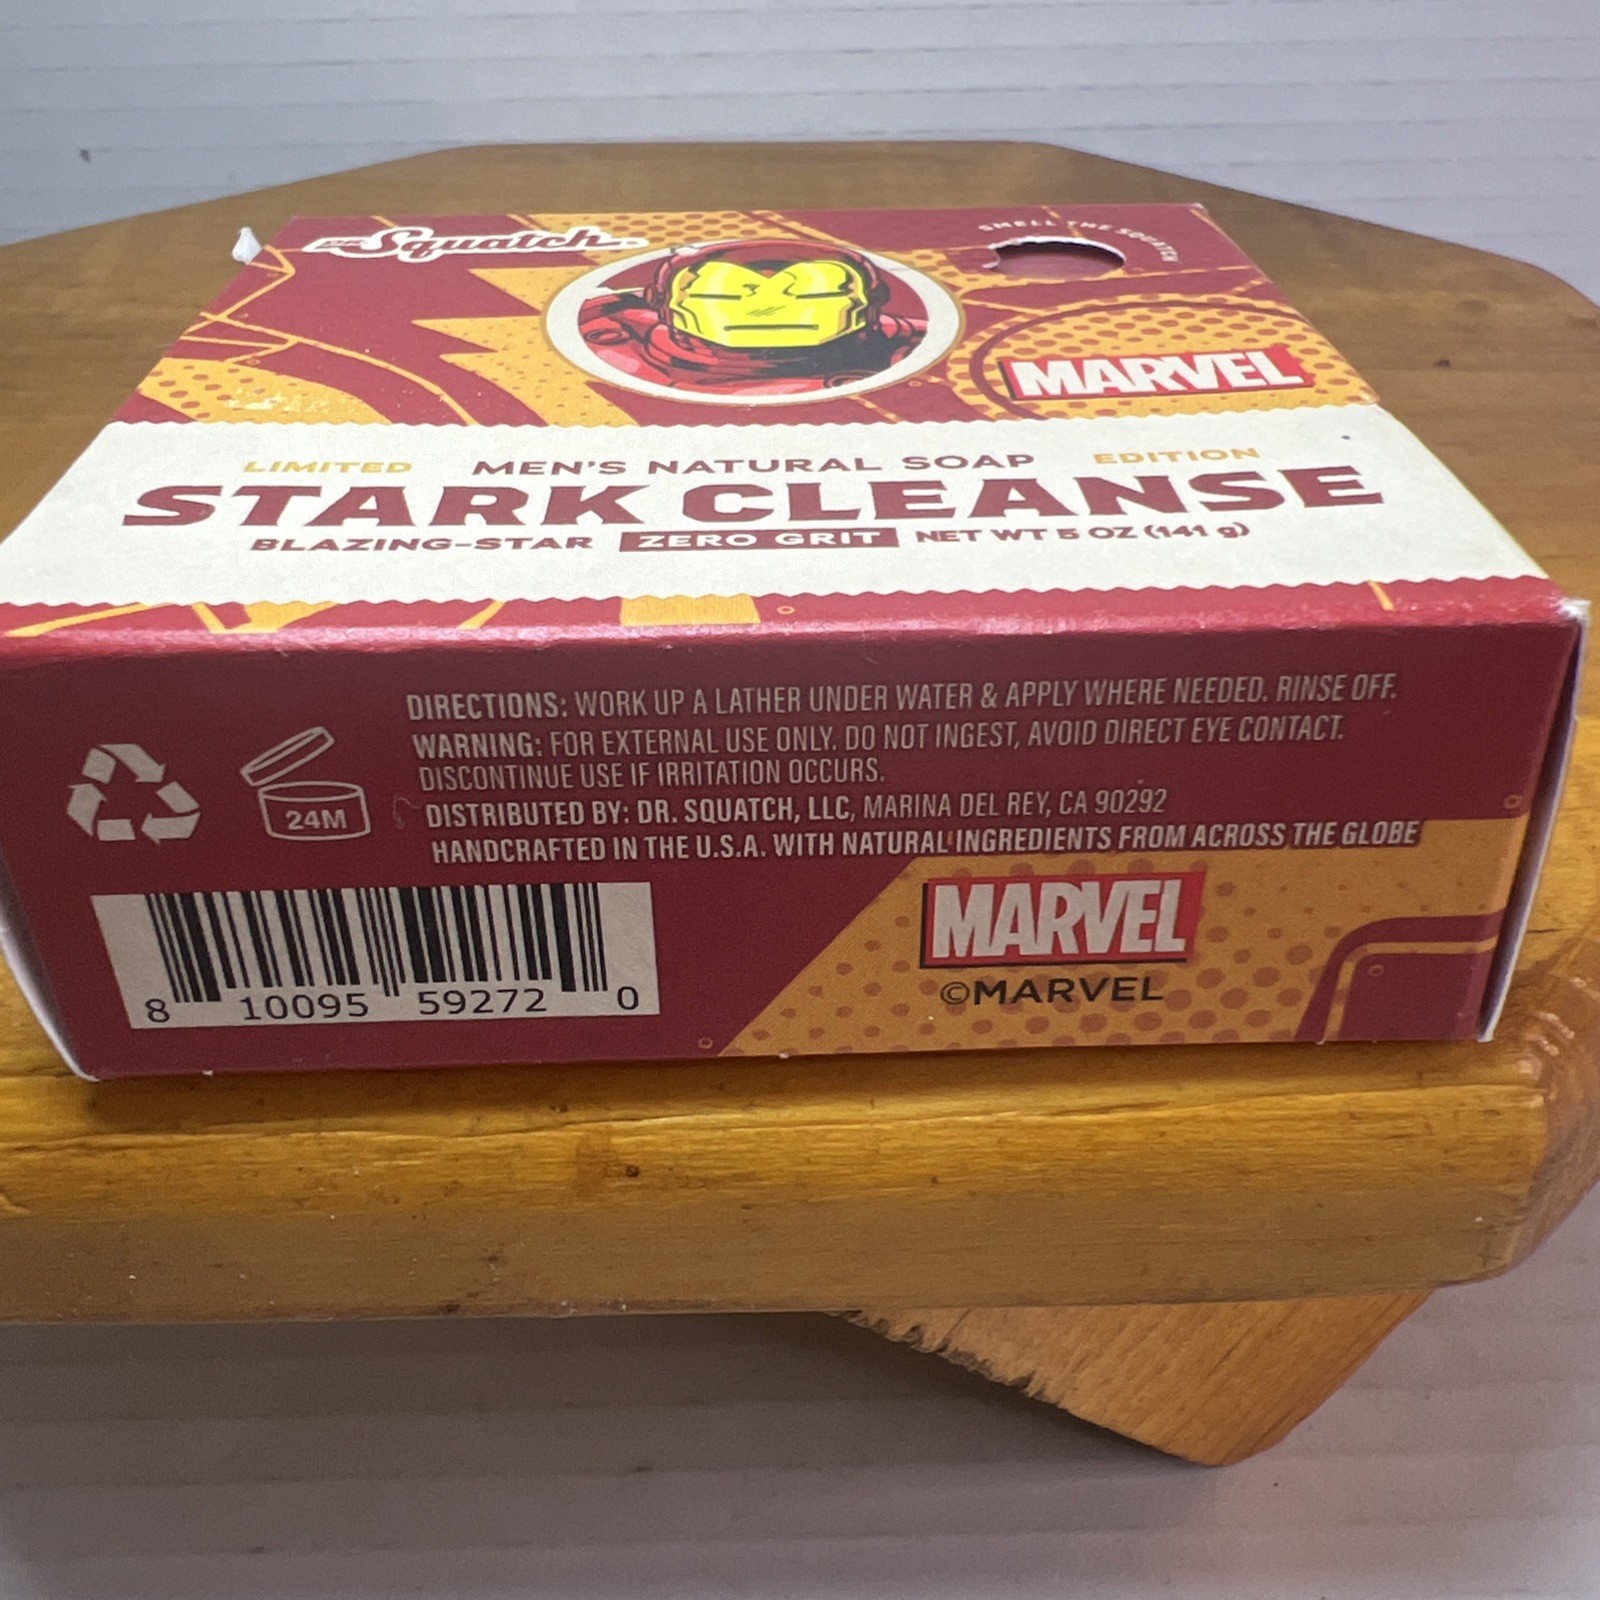 Dr. Squatch
SMELL THE SQUATCH
MARVEL
LIMITED MEN'S NATURAL SOAP EDITION
STARK CLEANSE
BLAZING-STAR ZERO GRIT NET WT 5 OZ (141 g)
DIRECTIONS: WORK UP A LATHER UNDER WATER & APPLY WHERE NEEDED. RINSE OFF.
WARNING: FOR EXTERNAL USE ONLY. DO NOT INGEST, AVOID DIRECT EYE CONTACT.
DISCONTINUE USE IF IRRITATION OCCURS.
24M
DISTRIBUTED BY: DR. SQUATCH, LLC, MARINA DEL REY, CA 90292
HANDCRAFTED IN THE U.S.A. WITH NATURAL INGREDIENTS FROM ACROSS THE GLOBE
MARVEL
©MARVEL
8 10095 59272 0